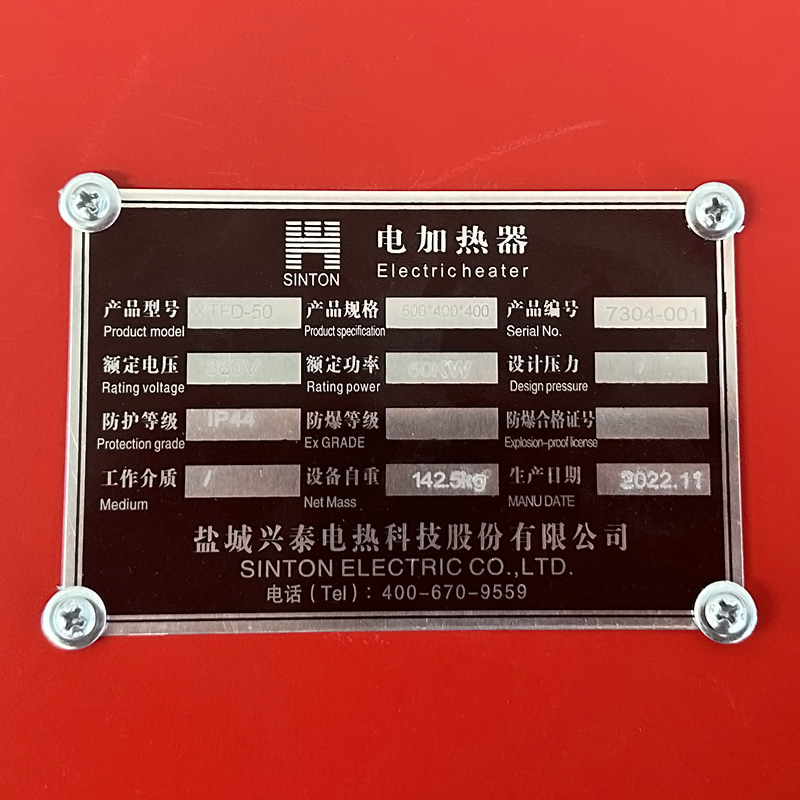 SINTON
电加热器
Electricheater
产品型号 XTFD-50 产品规格 600*400*400 产品编号 7304-001
Product model Product specification Serial No.
额定电压 额定功率 60KW 设计压力 /
Rating voltage Rating power Design pressure
防护等级 IP44 防爆等级 防爆合格证号
Protection grade Ex GRADE Explosion-proof license
工作介质 / 设备自重 142.5kg 生产日期 2022.11
Medium Net Mass MANU DATE
盐城兴泰电热科技股份有限公司
SINTON ELECTRIC CO.,LTD.
电话(Tel): 400-670-9559